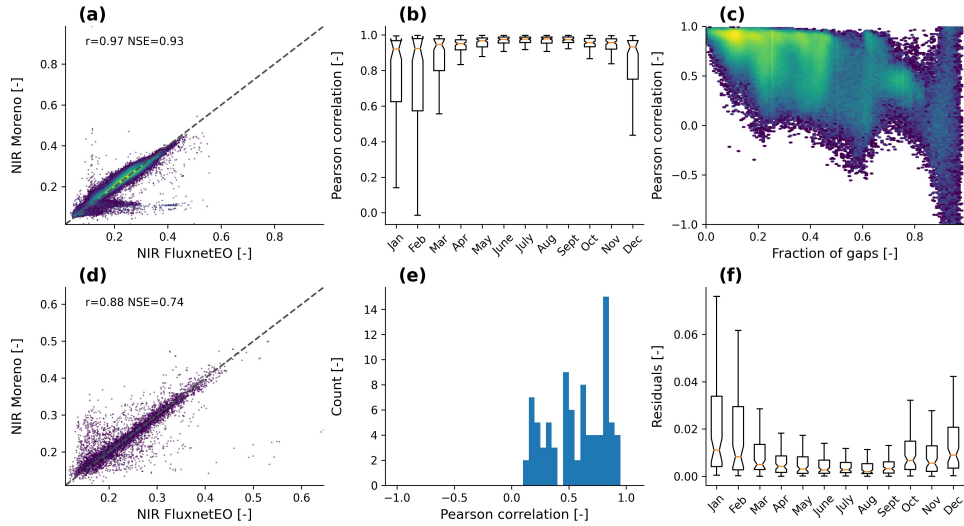 (a)
r=0.97 NSE=0.93
NIR Moreno [-]
0.8
0.6
0.4
0.2
0.2
0.4
0.6
0.8
NIR FluxnetEO [-]
(b)
Pearson correlation [-]
1.0
0.8
0.6
0.4
0.2
0.0
Jan
Feb
Mar
Apr
May
June
July
Aug
Sept
Oct
Nov
Dec
(c)
Pearson correlation [-]
1.0
0.5
0.0
−0.5
−1.0
0.0
0.2
0.4
0.6
0.8
Fraction of gaps [-]
(d)
r=0.88 NSE=0.74
NIR Moreno [-]
0.6
0.5
0.4
0.3
0.2
0.2
0.3
0.4
0.5
0.6
NIR FluxnetEO [-]
(e)
Count [-]
14
12
10
8
6
4
2
0
−1.0
−0.5
0.0
0.5
1.0
Pearson correlation [-]
(f)
Residuals [-]
0.06
0.04
0.02
0.00
Jan
Feb
Mar
Apr
May
June
July
Aug
Sept
Oct
Nov
Dec